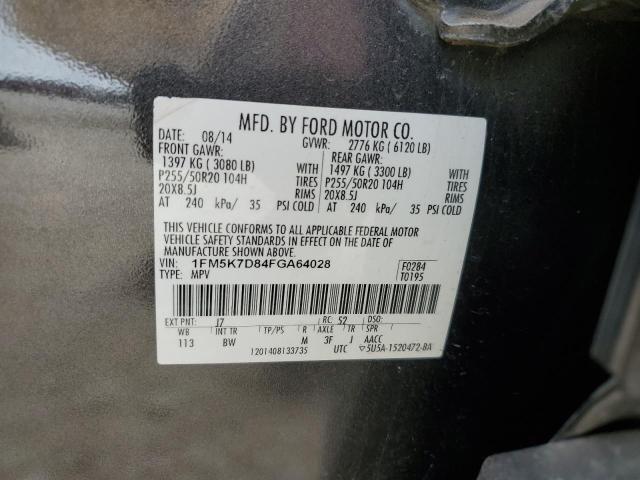 MFD. BY FORD MOTOR CO.
DATE: 08/14 GVWR: 2776 KG ( 6120 LB)
FRONT GAWR: REAR GAWR:
1397 KG ( 3080 LB) WITH 1497 KG ( 3300 LB) WITH
P255/50R20 104H TIRES P255/50R20 104H TIRES
20X8.5J RIMS 20X8.5J RIMS
AT 240 kPa/ 35 PSI COLD AT 240 kPa/ 35 PSI COLD
THIS VEHICLE CONFORMS TO ALL APPLICABLE FEDERAL MOTOR
VEHICLE SAFETY STANDARDS IN EFFECT ON THE DATE OF
MANUFACTURE SHOWN ABOVE.
VIN: 1FM5K7D84FGA64028 F0284
TYPE: MPV T0195
EXT PNT: J7 RC: 52 DSO:
WB INT TR TP/PS R AXLE TR SPR
113 BW M 3F J AACC
1201408133735 UTC 5U5A-1520472-BA